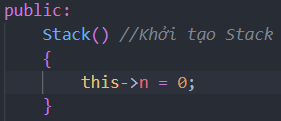 public:
Stack() //Khởi tạo Stack
{
this->n = 0;
}